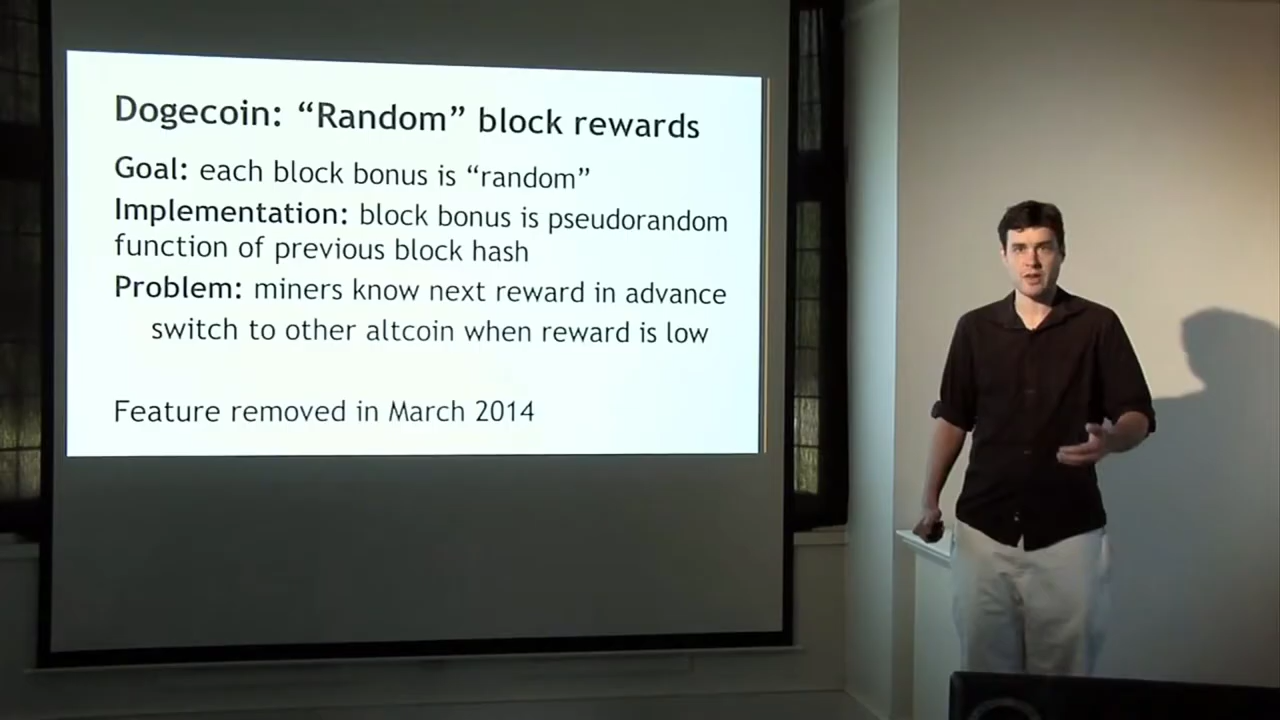 Dogecoin: “Random” block rewards
Goal: each block bonus is “random”
Implementation: block bonus is pseudorandom
function of previous block hash
Problem: miners know next reward in advance
switch to other altcoin when reward is low
Feature removed in March 2014